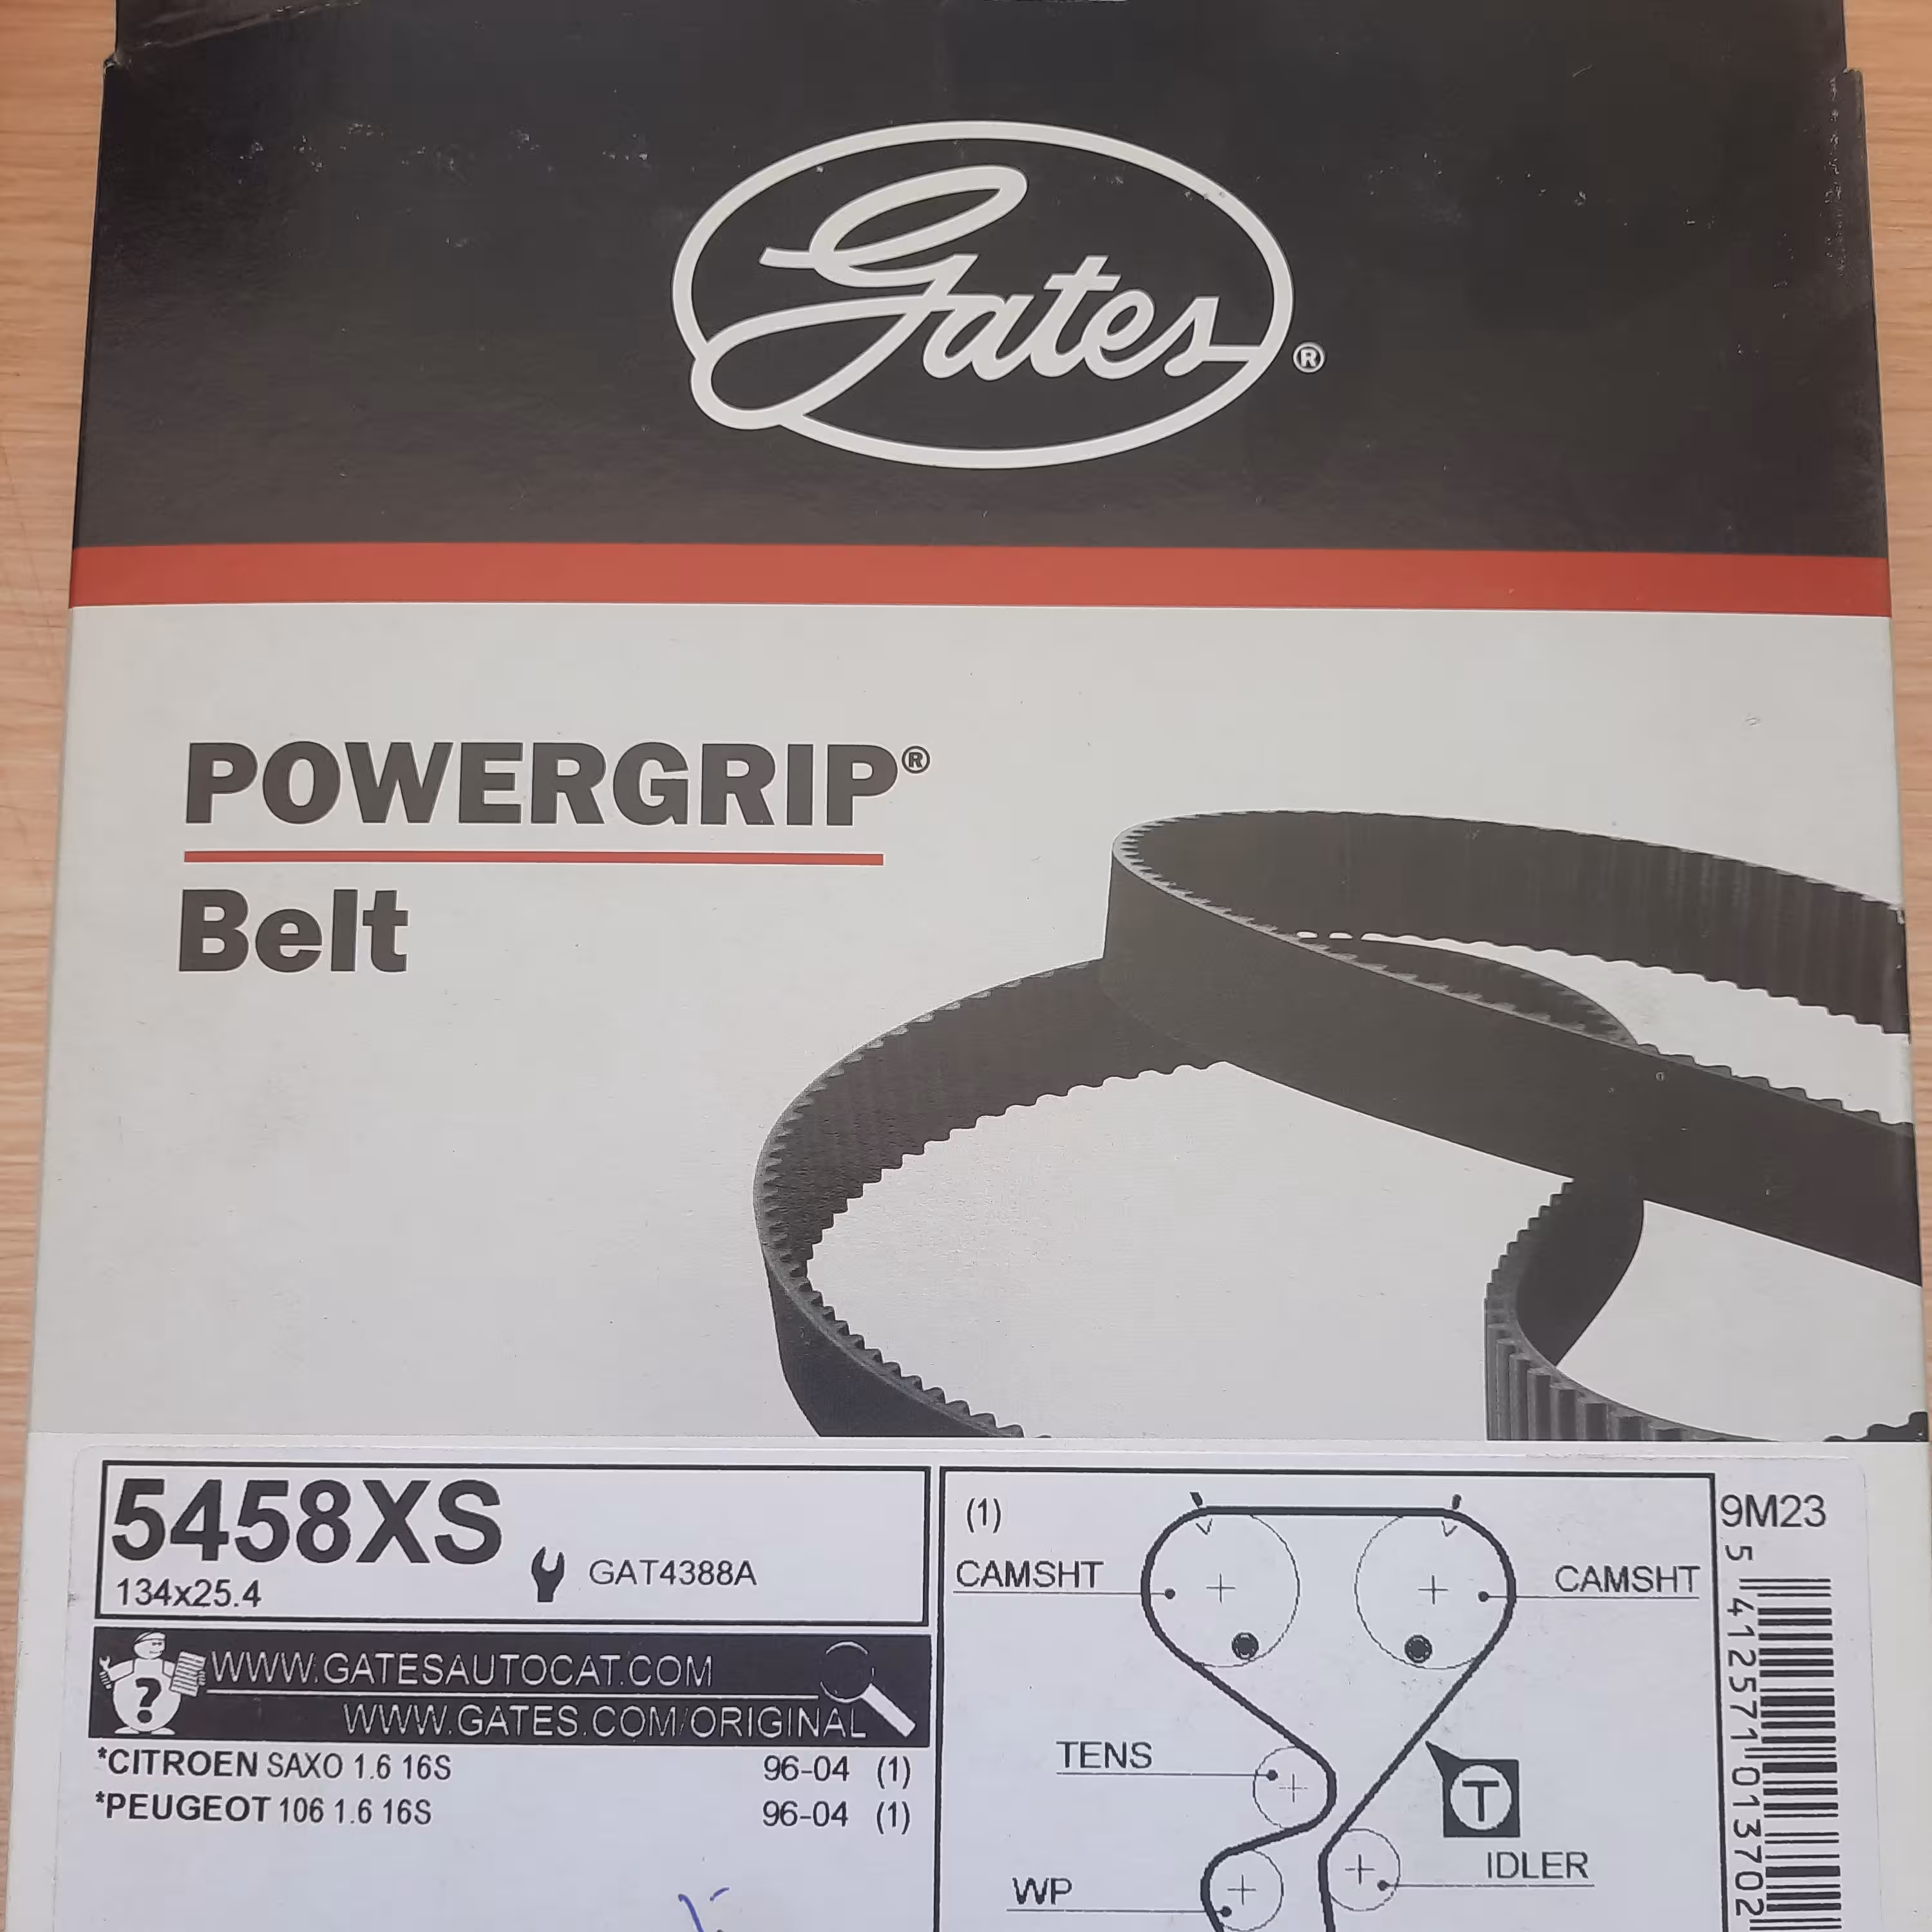 Gates®
POWERGRIP®
Belt
5458XS
134x25.4
GAT4388A
WWW.GATESAUTOCAT.COM
WWW.GATES.COM/ORIGINAL
?
*CITROEN SAXO 1.6 16S 96-04 (1)
*PEUGEOT 106 1.6 16S 96-04 (1)
(1)
CAMSHT
CAMSHT
TENS
T
IDLER
WP
9M23
5 412571 013702